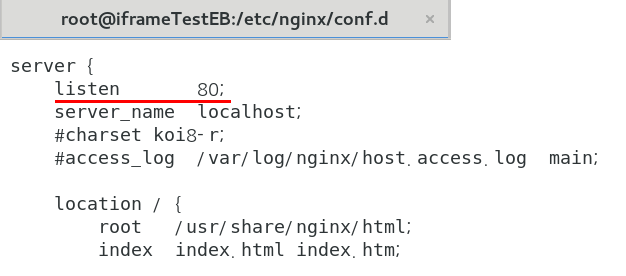 root@iframeTestEB:/etc/nginx/conf.d ×
server {
listen 80;
server_name localhost;
#charset koi8-r;
#access_log /var/log/nginx/host.access.log main;
location / {
root /usr/share/nginx/html;
index index.html index.htm;